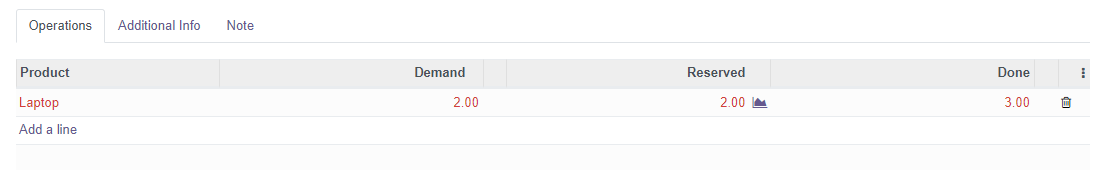 Operations Additional Info Note
Product Demand Reserved Done
Laptop 2.00 2.00 3.00
Add a line